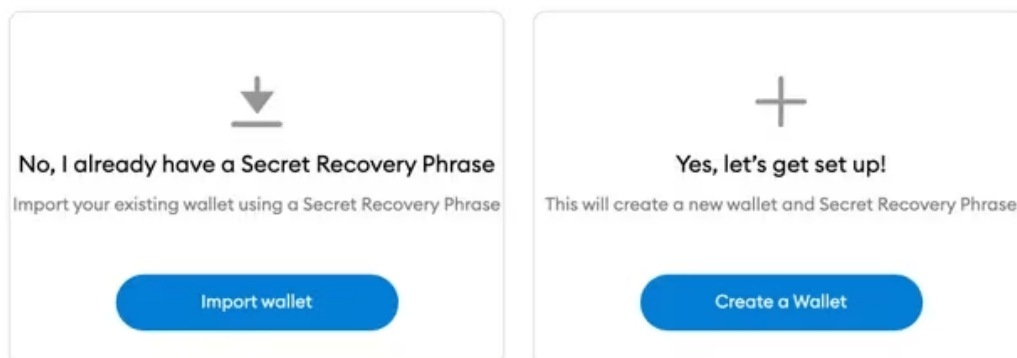 No, I already have a Secret Recovery Phrase
Import your existing wallet using a Secret Recovery Phrase
Import wallet
Yes, let's get set up!
This will create a new wallet and Secret Recovery Phrase
Create a Wallet